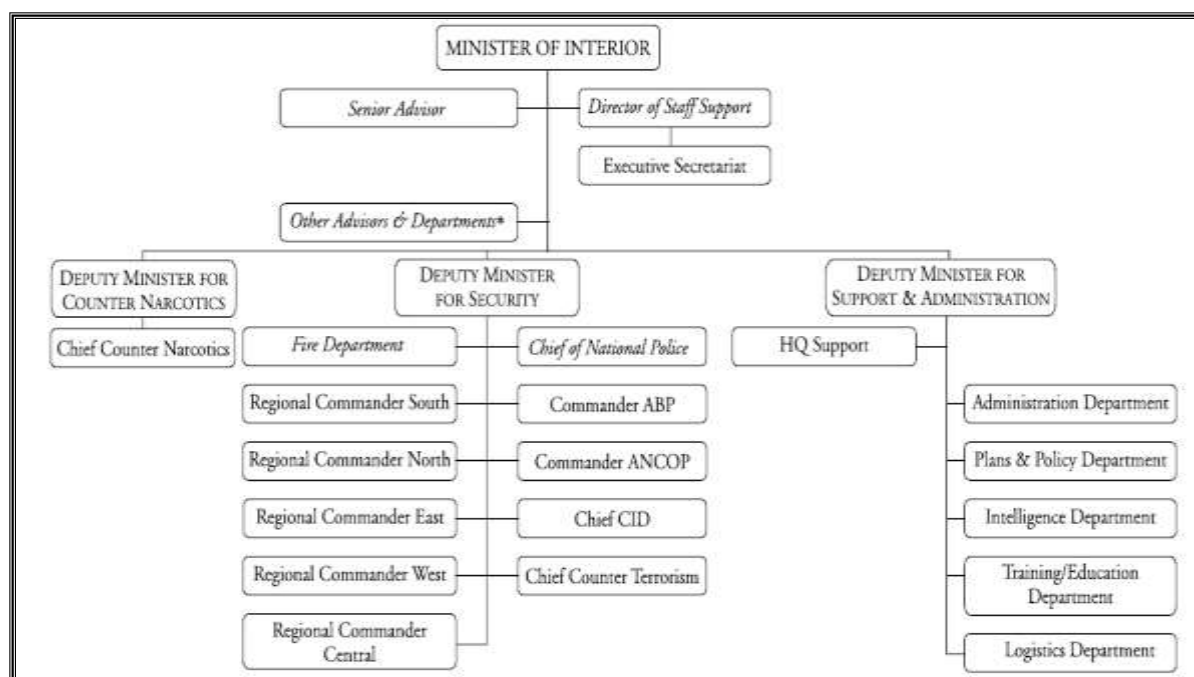 MINISTER OF INTERIOR
Senior Advisor
Director of Staff Support
Executive Secretariat
Other Advisors & Departments*
DEPUTY MINISTER FOR
COUNTER NARCOTICS
DEPUTY MINISTER
FOR SECURITY
DEPUTY MINISTER FOR
SUPPORT & ADMINISTRATION
Chief Counter Narcotics
Fire Department
Chief of National Police
HQ Support
Regional Commander South
Commander ABP
Administration Department
Regional Commander North
Commander ANCOP
Plans & Policy Department
Regional Commander East
Chief CID
Intelligence Department
Regional Commander West
Chief Counter Terrorism
Training/Education
Department
Regional Commander
Central
Logistics Department